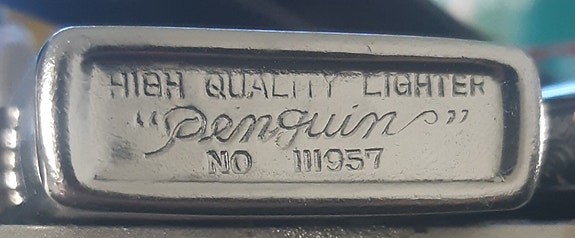 HIGH QUALITY LIGHTER
"Penguin"
NO 111957